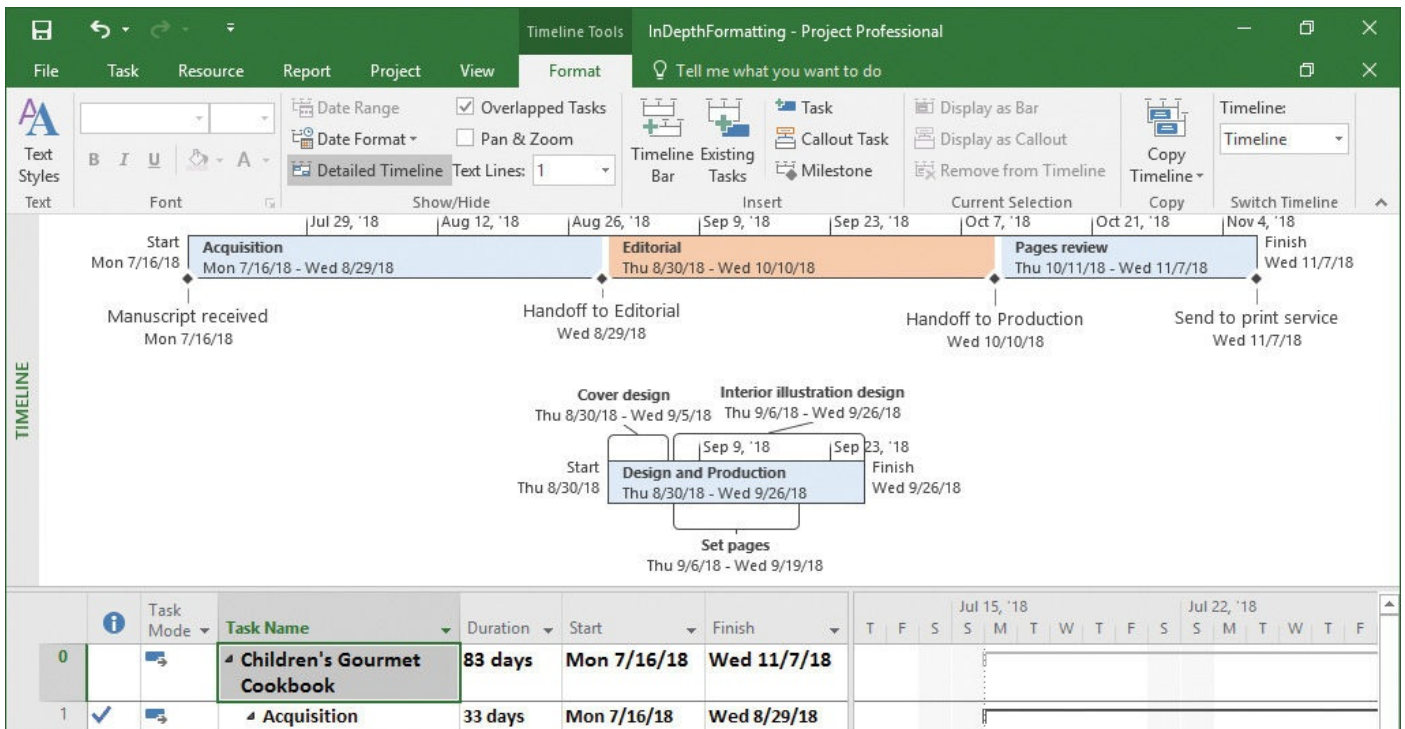 Timeline Tools InDepthFormatting - Project Professional
File Task Resource Report Project View Format Tell me what you want to do
Text Styles
B I U A
Date Range
Date Format
Detailed Timeline
Overlapped Tasks
Pan & Zoom
Text Lines: 1
Timeline Bar
Existing Tasks
Task
Callout Task
Milestone
Display as Bar
Display as Callout
Remove from Timeline
Copy Timeline
Timeline:
Timeline
Text Font Show/Hide Insert Current Selection Copy Switch Timeline
TIMELINE
Jul 29, '18 Aug 12, '18 Aug 26, '18 Sep 9, '18 Sep 23, '18 Oct 7, '18 Oct 21, '18 Nov 4, '18
Start
Mon 7/16/18
Acquisition
Mon 7/16/18 - Wed 8/29/18
Editorial
Thu 8/30/18 - Wed 10/10/18
Pages review
Thu 10/11/18 - Wed 11/7/18
Finish
Wed 11/7/18
Manuscript received
Mon 7/16/18
Handoff to Editorial
Wed 8/29/18
Handoff to Production
Wed 10/10/18
Send to print service
Wed 11/7/18
Cover design
Thu 8/30/18 - Wed 9/5/18
Interior illustration design
Thu 9/6/18 - Wed 9/26/18
Sep 9, '18 Sep 23, '18
Start
Thu 8/30/18
Design and Production
Thu 8/30/18 - Wed 9/26/18
Finish
Wed 9/26/18
Set pages
Thu 9/6/18 - Wed 9/19/18
Task Mode Task Name Duration Start Finish
Jul 15, '18 Jul 22, '18
T F S S M T W T F S S M T W T F
0 Children's Gourmet Cookbook 83 days Mon 7/16/18 Wed 11/7/18
1 Acquisition 33 days Mon 7/16/18 Wed 8/29/18